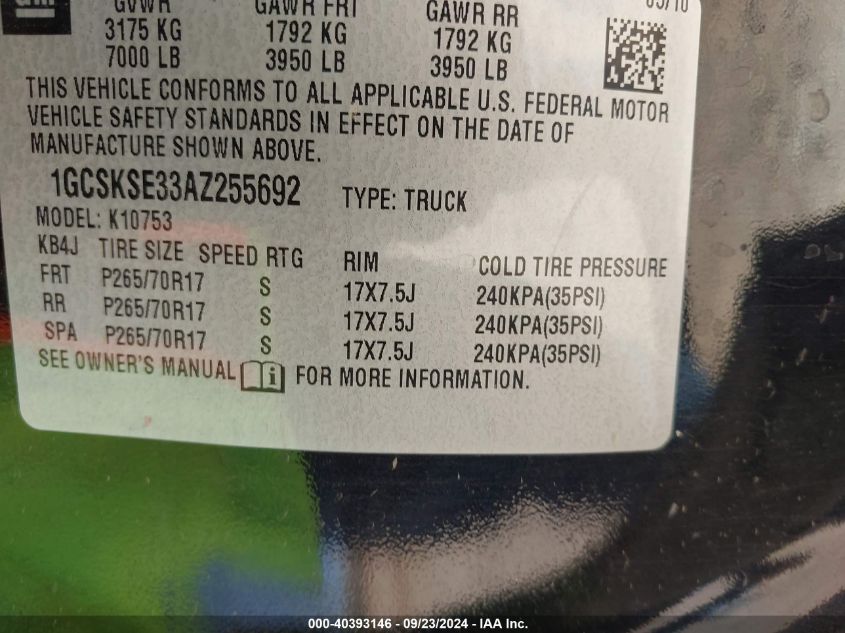 GM
GVWR GAWR FRT GAWR RR
3175 KG 1792 KG 1792 KG
7000 LB 3950 LB 3950 LB
THIS VEHICLE CONFORMS TO ALL APPLICABLE U.S. FEDERAL MOTOR
VEHICLE SAFETY STANDARDS IN EFFECT ON THE DATE OF
MANUFACTURE SHOWN ABOVE.
1GCSKSE33AZ255692 TYPE: TRUCK
MODEL: K10753
KB4J TIRE SIZE SPEED RTG RIM COLD TIRE PRESSURE
FRT P265/70R17 S 17X7.5J 240KPA(35PSI)
RR P265/70R17 S 17X7.5J 240KPA(35PSI)
SPA P265/70R17 S 17X7.5J 240KPA(35PSI)
SEE OWNER'S MANUAL i FOR MORE INFORMATION.
000-40393146 - 09/23/2024 - IAA Inc.